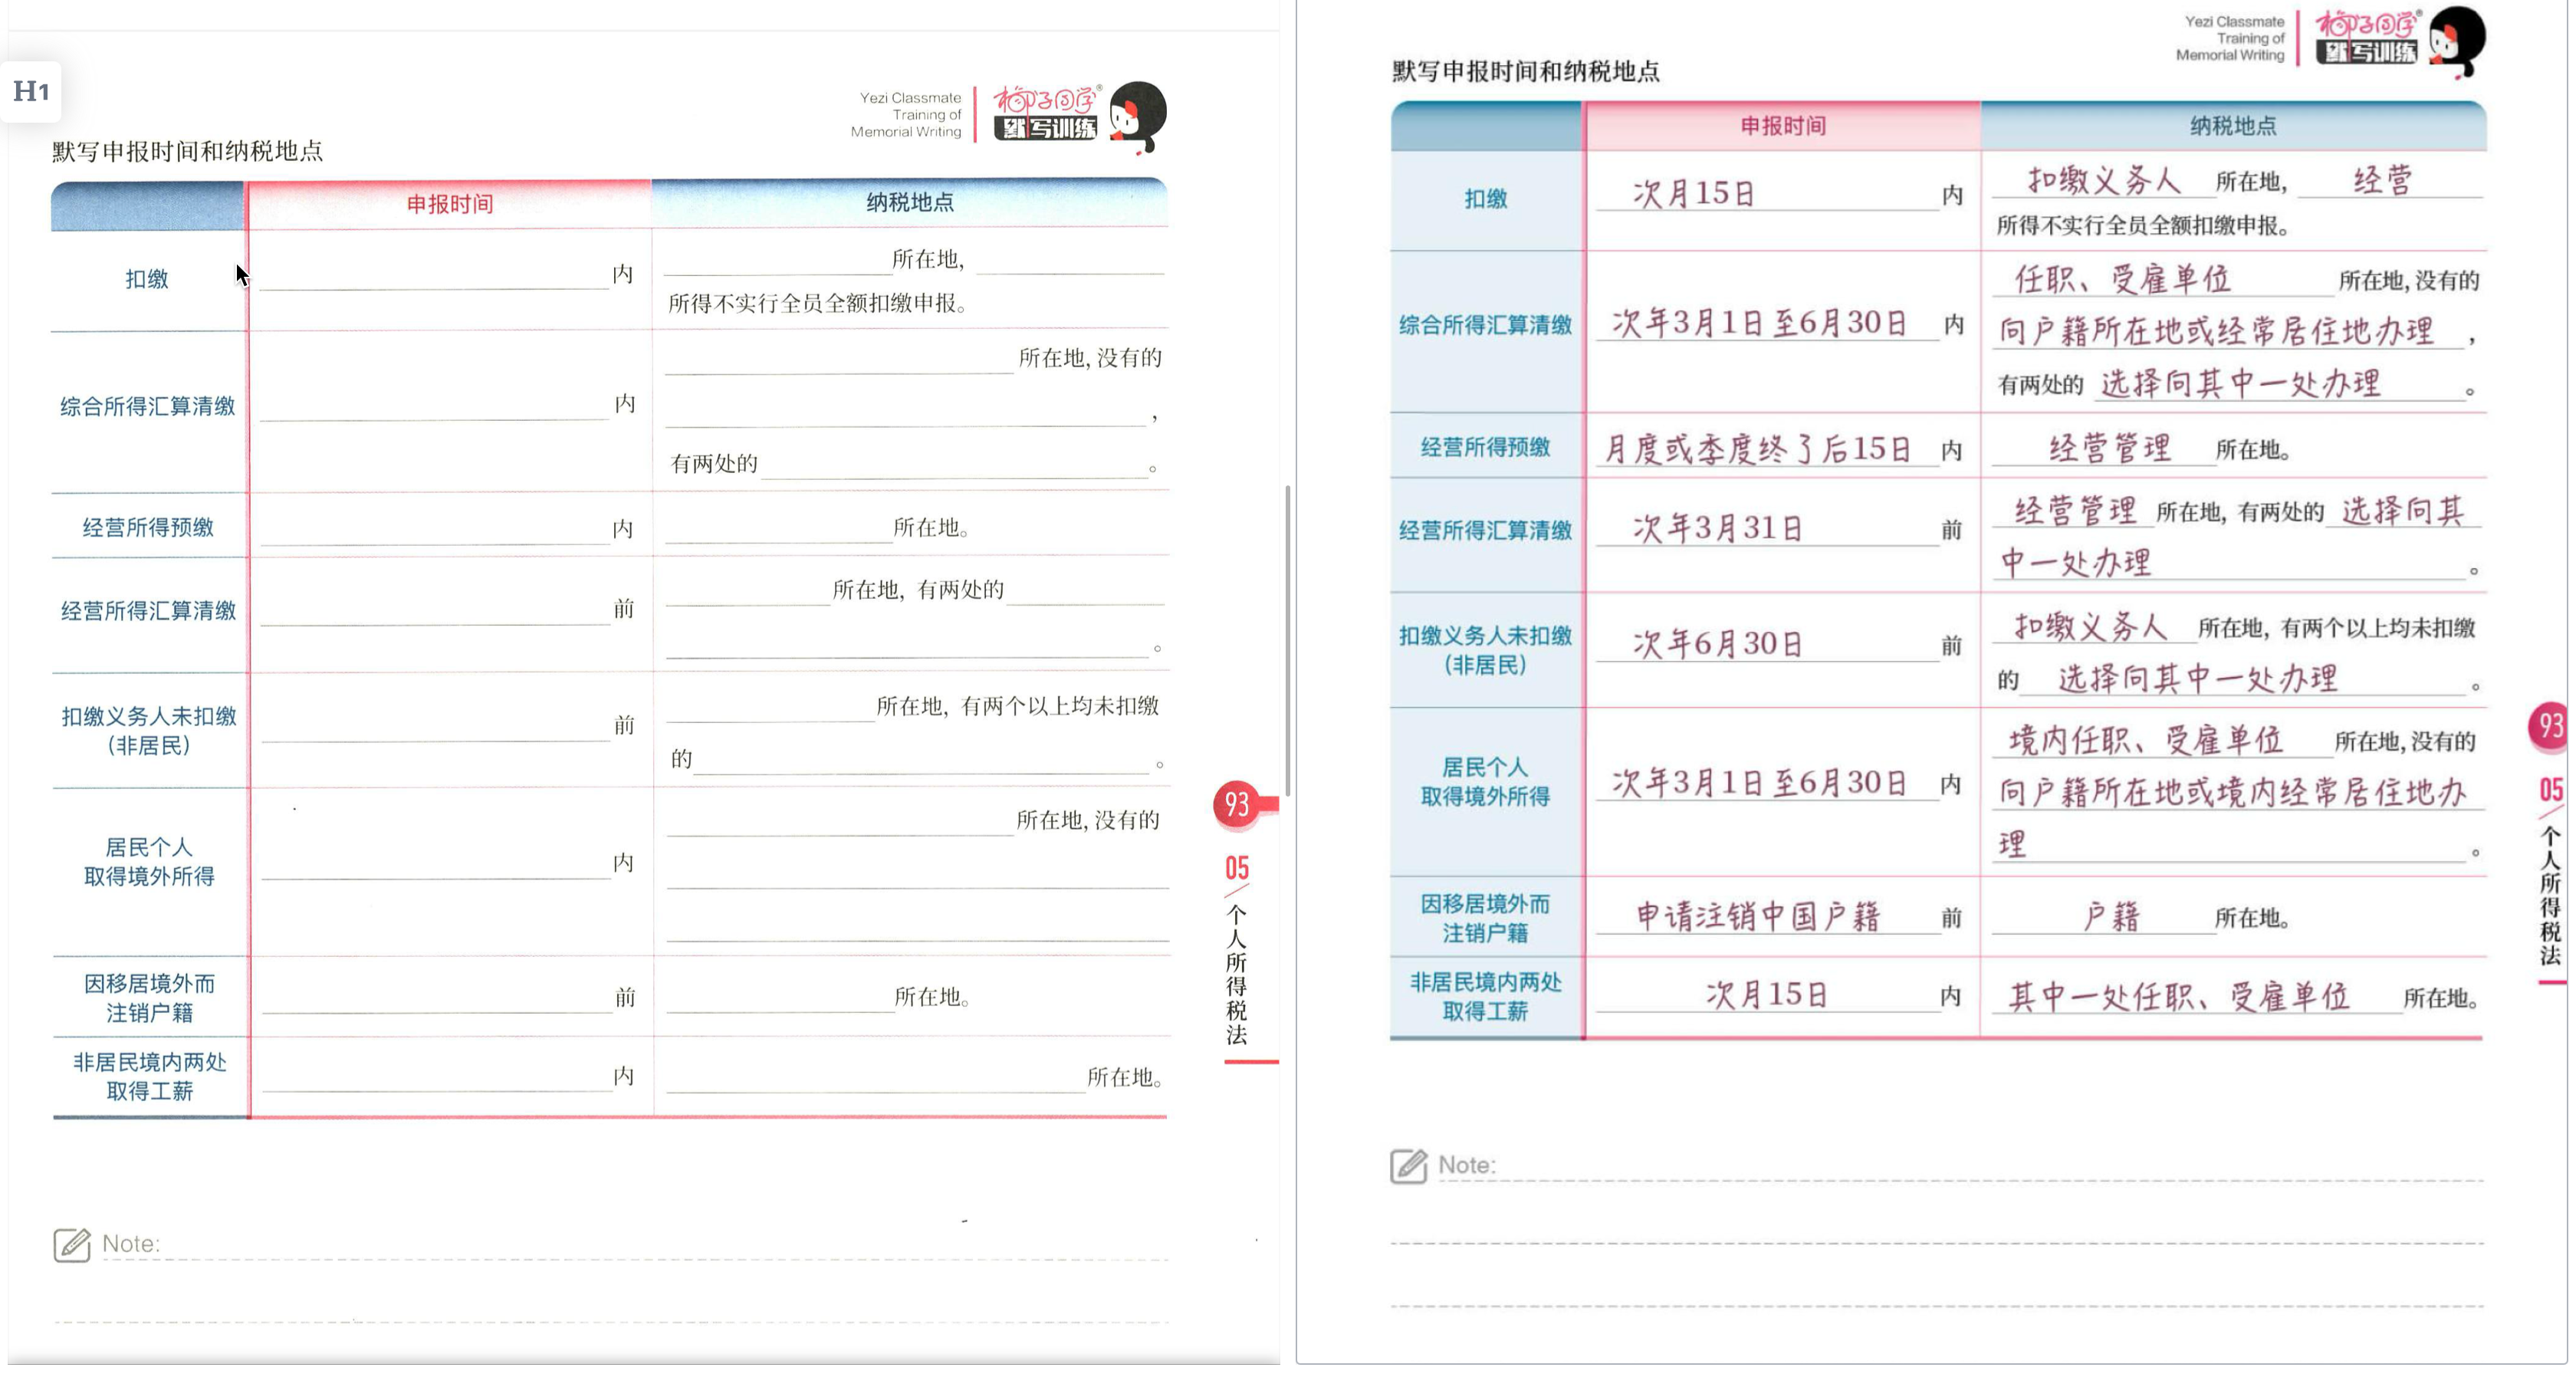 H1
Yezi Classmate
Training of
Memorial Writing
椰子同学®
默写训练
默写申报时间和纳税地点
申报时间 纳税地点
扣缴 内 所在地,
所得不实行全员全额扣缴申报。
综合所得汇算清缴 内 所在地,没有的
,
有两处的 。
经营所得预缴 内 所在地。
经营所得汇算清缴 前 所在地, 有两处的
。
扣缴义务人未扣缴
(非居民) 前 所在地, 有两个以上均未扣缴
的 。
居民个人
取得境外所得 内 所在地,没有的
因移居境外而
注销户籍 前 所在地。
非居民境内两处
取得工薪 内 所在地。
93
05
个人所得税法
Note:
Yezi Classmate
Training of
Memorial Writing
椰子同学®
默写训练
默写申报时间和纳税地点
申报时间 纳税地点
扣缴 次月15日 内 扣缴义务人 所在地, 经营
所得不实行全员全额扣缴申报。
综合所得汇算清缴 次年3月1日至6月30日 内 任职、受雇单位 所在地,没有的
向户籍所在地或经常居住地办理 ,
有两处的 选择向其中一处办理 。
经营所得预缴 月度或季度终了后15日 内 经营管理 所在地。
经营所得汇算清缴 次年3月31日 前 经营管理 所在地, 有两处的 选择向其
中一处办理 。
扣缴义务人未扣缴
(非居民) 次年6月30日 前 扣缴义务人 所在地, 有两个以上均未扣缴
的 选择向其中一处办理 。
居民个人
取得境外所得 次年3月1日至6月30日 内 境内任职、受雇单位 所在地,没有的
向户籍所在地或境内经常居住地办
理 。
因移居境外而
注销户籍 申请注销中国户籍 前 户籍 所在地。
非居民境内两处
取得工薪 次月15日 内 其中一处任职、受雇单位 所在地。
93
05
个人所得税法
Note: